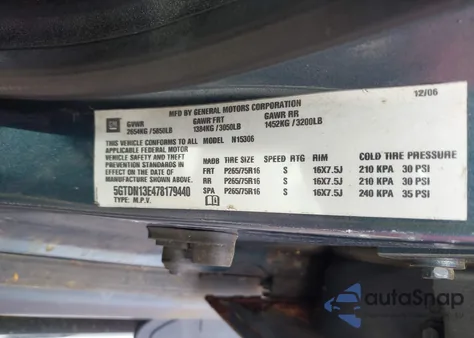 MFD BY GENERAL MOTORS CORPORATION 12/06
GM GVWR GAWR FRT GAWR RR
2654KG / 5850LB 1384KG / 3050LB 1452KG / 3200LB
THIS VEHICLE CONFORMS TO ALL MODEL N15306
APPLICABLE FEDERAL MOTOR
VEHICLE SAFETY AND THEFT
PREVENTION STANDARDS IN
EFFECT ON THE DATE OF
MANUFACTURE SHOWN ABOVE.
5GTDN13E478179440
TYPE: M.P.V.
NABB TIRE SIZE SPEED RTG RIM COLD TIRE PRESSURE
FRT P265/75R16 S 16X7.5J 210 KPA 30 PSI
RR P265/75R16 S 16X7.5J 210 KPA 30 PSI
SPA P265/75R16 S 16X7.5J 240 KPA 35 PSI
autoSnap